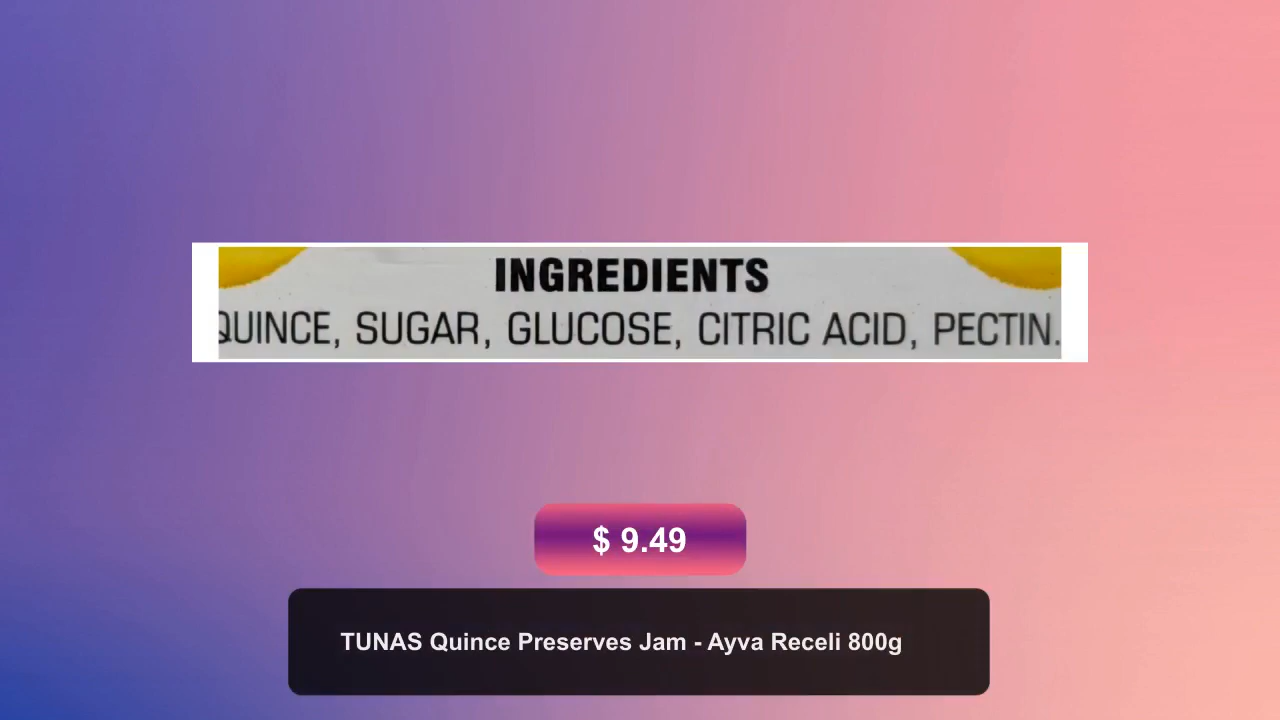 INGREDIENTS
QUINCE, SUGAR, GLUCOSE, CITRIC ACID, PECTIN.
$ 9.49
TUNAS Quince Preserves Jam - Ayva Receli 800g